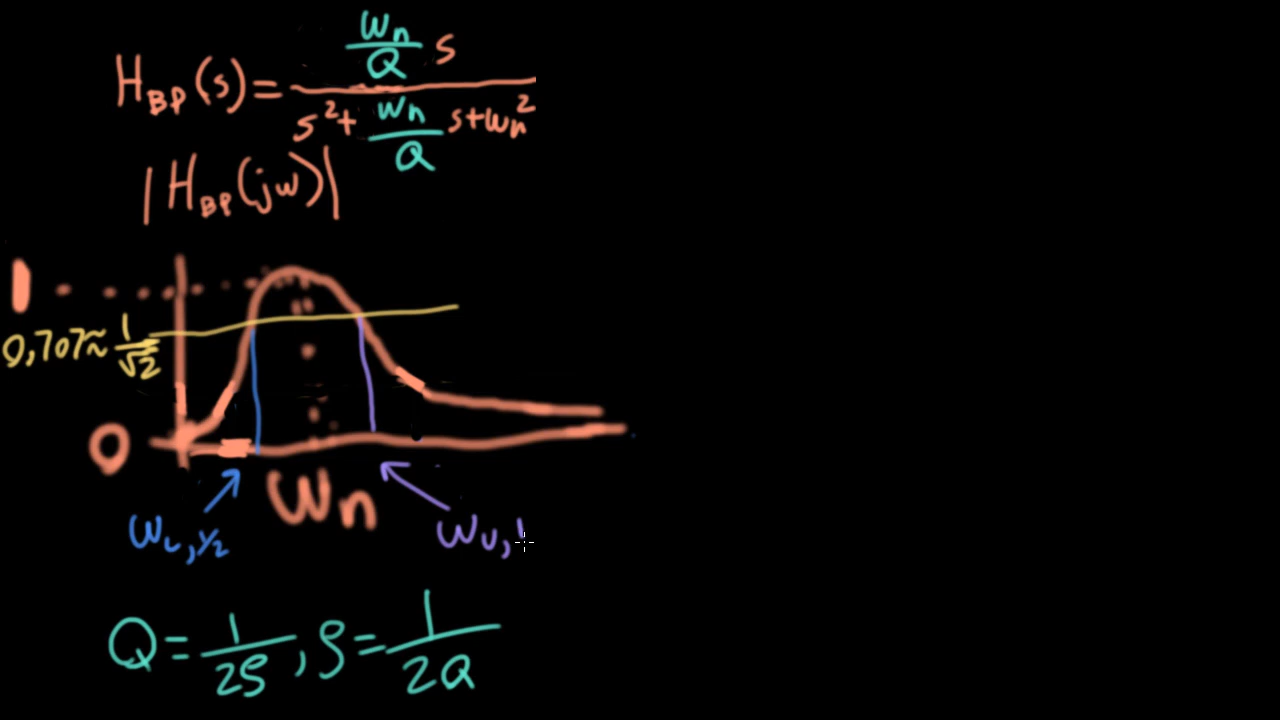 H_BP(s) = (ω_n/Q s)/(s² + ω_n/Q s + ω_n²)
|H_BP(jω)|
1
0,707≈ 1/√2
0
ω_n
ω_L,1/2
ω_U,1
Q = 1/2ζ, ζ = 1/2Q